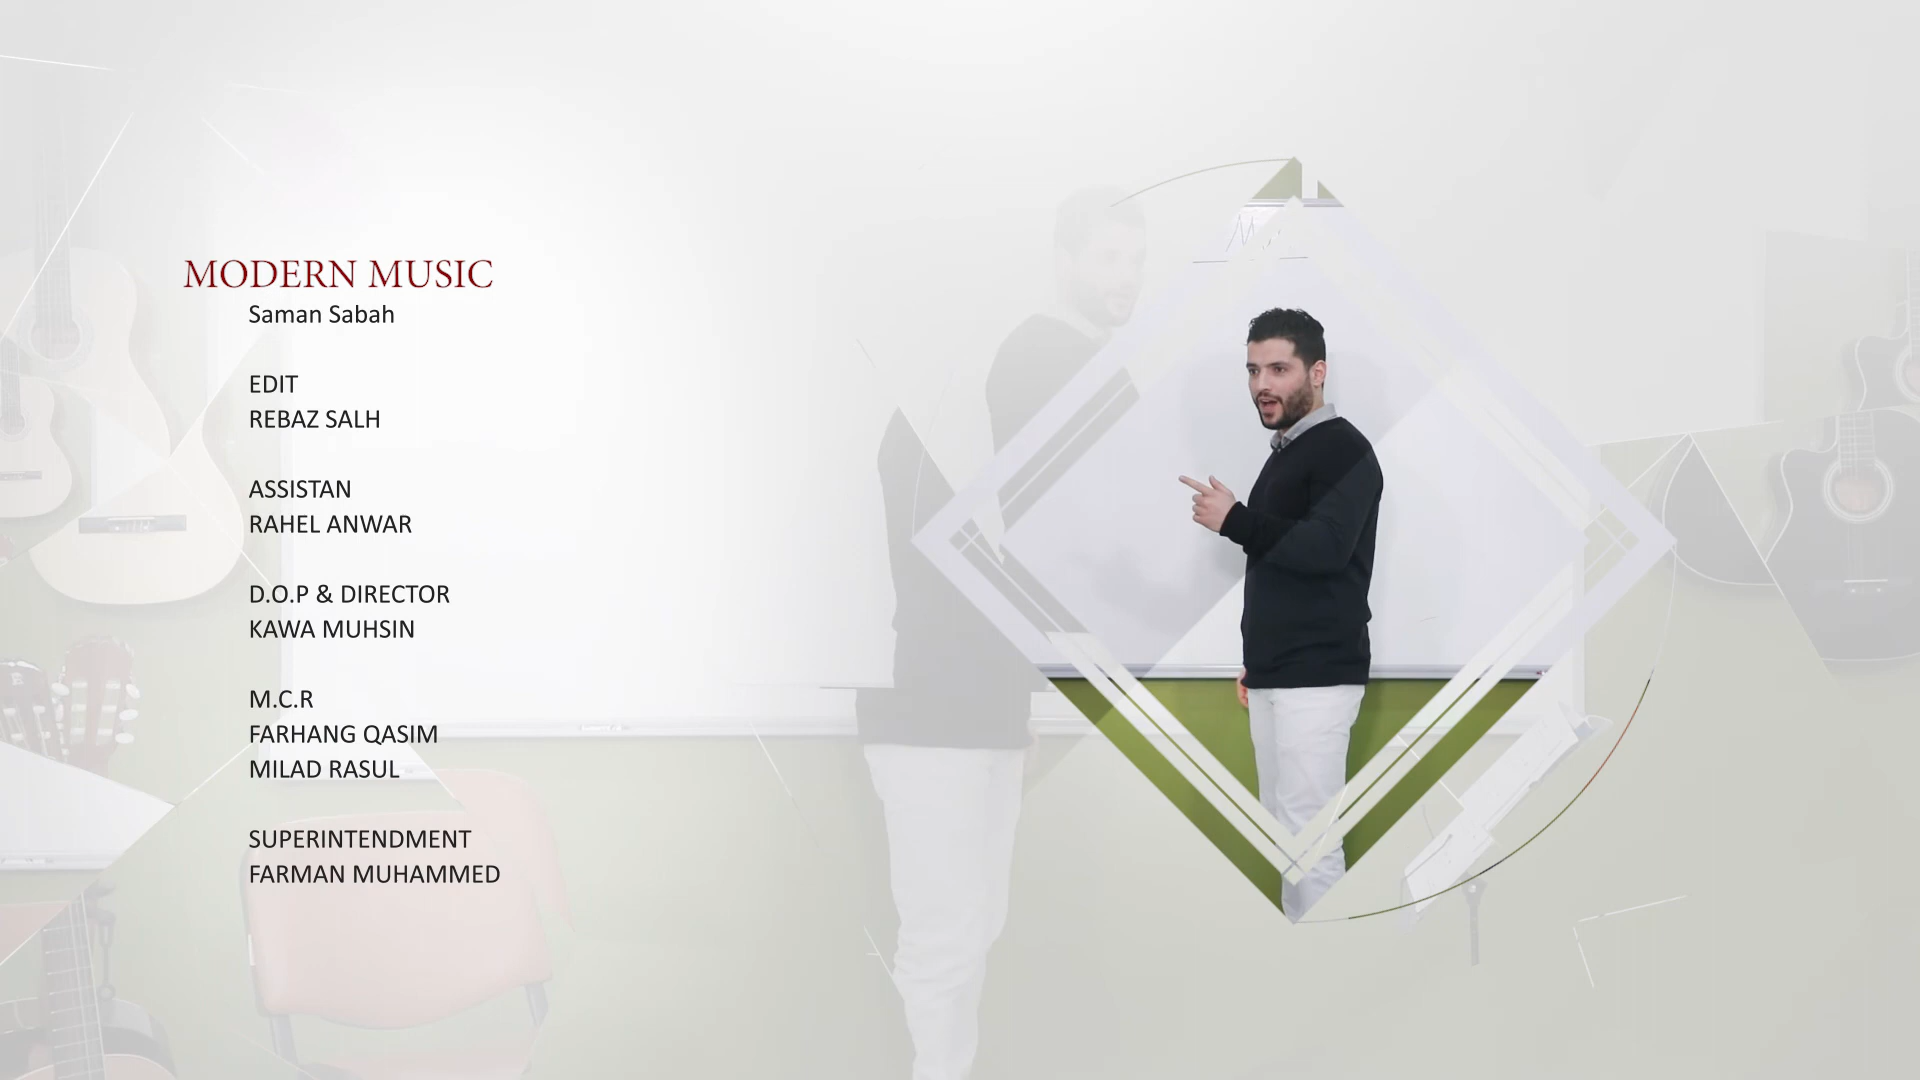 MODERN MUSIC
Saman Sabah
EDIT
REBAZ SALH
ASSISTAN
RAHEL ANWAR
D.O.P & DIRECTOR
KAWA MUHSIN
M.C.R
FARHANG QASIM
MILAD RASUL
SUPERINTENDMENT
FARMAN MUHAMMED